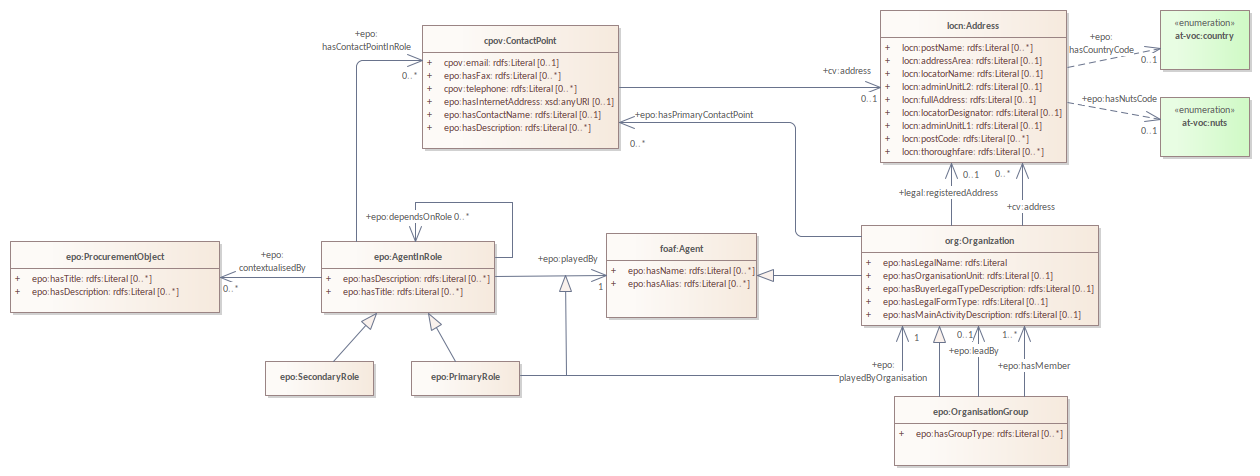 +epo:
hasContactPointInRole
0..*
cpov:ContactPoint
+ cpov:email: rdfs:Literal [0..1]
+ epo:hasFax: rdfs:Literal [0..*]
+ cpov:telephone: rdfs:Literal [0..*]
+ epo:hasInternetAddress: xsd:anyURI [0..1]
+ epo:hasContactName: rdfs:Literal [0..1]
+ epo:hasDescription: rdfs:Literal [0..*]
+cv:address
0..1
+epo:hasPrimaryContactPoint
0..*
locn:Address
+ locn:postName: rdfs:Literal [0..*]
+ locn:addressArea: rdfs:Literal [0..1]
+ locn:locatorName: rdfs:Literal [0..1]
+ locn:adminUnitL2: rdfs:Literal [0..1]
+ locn:fullAddress: rdfs:Literal [0..1]
+ locn:locatorDesignator: rdfs:Literal [0..1]
+ locn:adminUnitL1: rdfs:Literal [0..1]
+ locn:postCode: rdfs:Literal [0..*]
+ locn:thoroughfare: rdfs:Literal [0..*]
+epo:
hasCountryCode
0..1
«enumeration»
at-voc:country
+epo:hasNutsCode
0..1
«enumeration»
at-voc:nuts
0..1
+legal:registeredAddress
0..*
+cv:address
epo:ProcurementObject
+ epo:hasTitle: rdfs:Literal [0..*]
+ epo:hasDescription: rdfs:Literal [0..*]
+epo:
contextualisedBy
0..*
+epo:dependsOnRole 0..*
epo:AgentInRole
+ epo:hasDescription: rdfs:Literal [0..*]
+ epo:hasTitle: rdfs:Literal [0..*]
+epo:playedBy
1
foaf:Agent
+ epo:hasName: rdfs:Literal [0..*]
+ epo:hasAlias: rdfs:Literal [0..*]
org:Organization
+ epo:hasLegalName: rdfs:Literal
+ epo:hasOrganisationUnit: rdfs:Literal [0..1]
+ epo:hasBuyerLegalTypeDescription: rdfs:Literal [0..1]
+ epo:hasLegalFormType: rdfs:Literal [0..1]
+ epo:hasMainActivityDescription: rdfs:Literal [0..1]
epo:SecondaryRole
epo:PrImaryRole
+epo:
playedByOrganisation
1
0..1
+epo:leadBy
1..*
+epo:hasMember
epo:OrganisationGroup
+ epo:hasGroupType: rdfs:Literal [0..*]